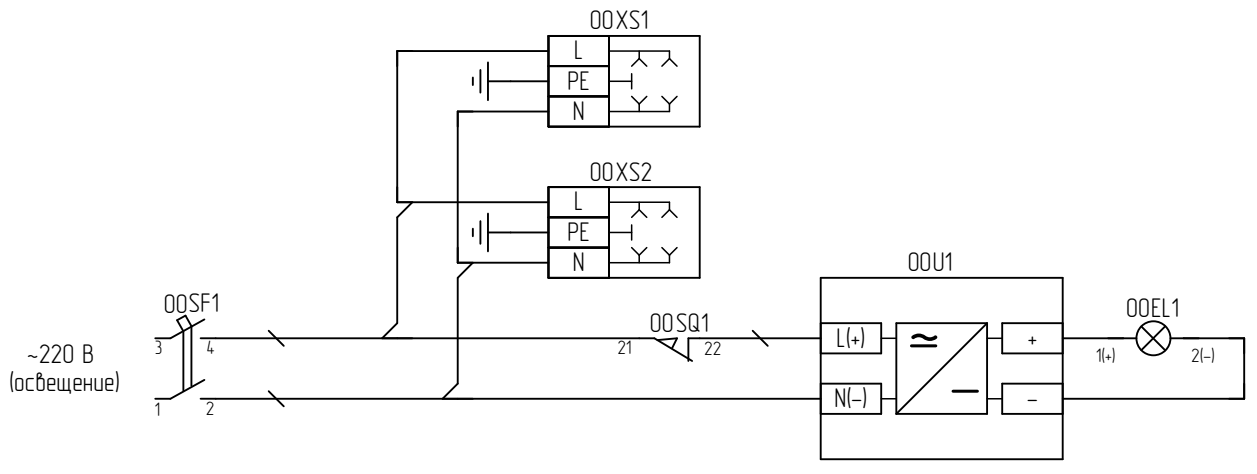 00XS1
L
PE
N
00XS2
L
PE
N
00U1
00SF1
00SQ1
00EL1
3
4
21
22
L(+)
+
1(+)
2(–)
~220 В
(освещение)
1
2
N(–)
–